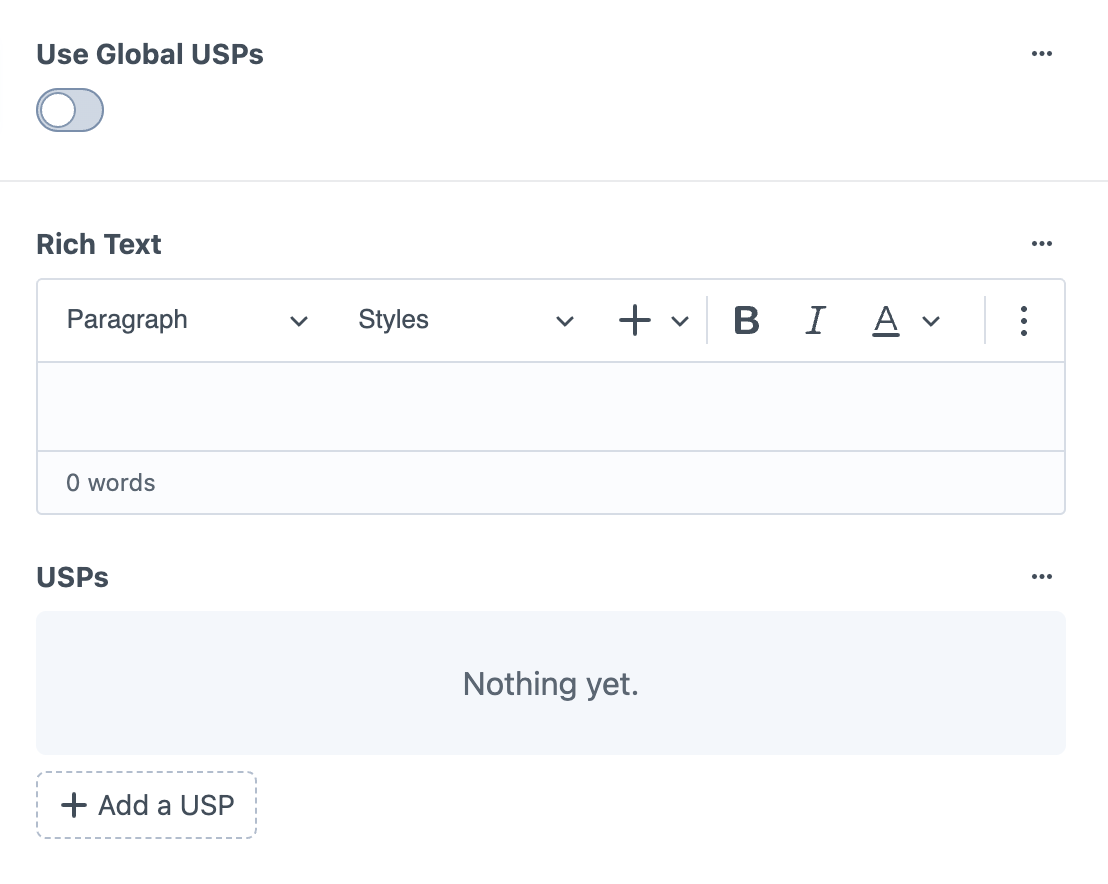 Use Global USPs
Rich Text
Paragraph Styles B I A
0 words
USPs
Nothing yet.
+ Add a USP